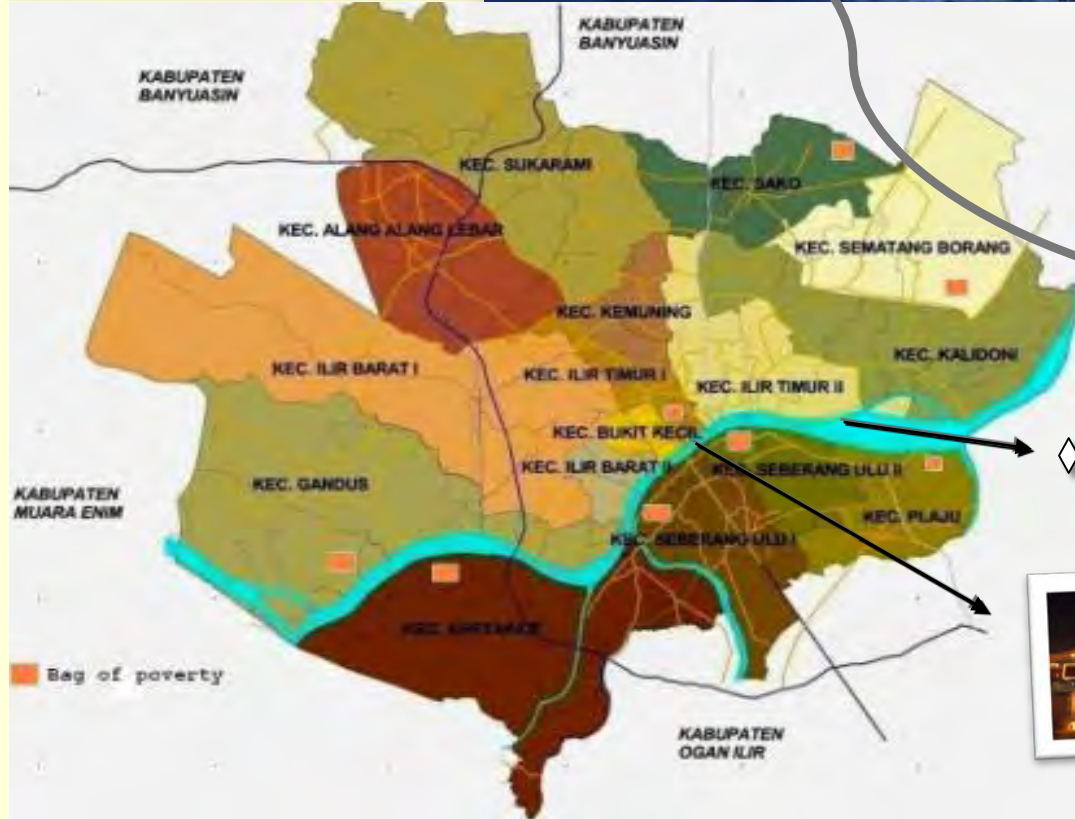 KABUPATEN
BANYUASIN
KABUPATEN
BANYUASIN
KEC. SUKARAMI
KEC. SAKO
KEC. ALANG ALANG LEBAR
KEC. SEMATANG BORANG
KEC. KEMUNING
KEC. KALIDONI
KEC. ILIR BARAT I
KEC. ILIR TIMUR I
KEC. ILIR TIMUR II
KEC. BUKIT KECIL
KEC. ILIR BARAT II
KEC. SEBERANG ULU II
KEC. GANDUS
KABUPATEN
MUARA ENIM
KEC. PLAJU
KEC. SEBERANG ULU I
KEC. KERTAPATI
Bag of poverty
KABUPATEN
OGAN ILIR